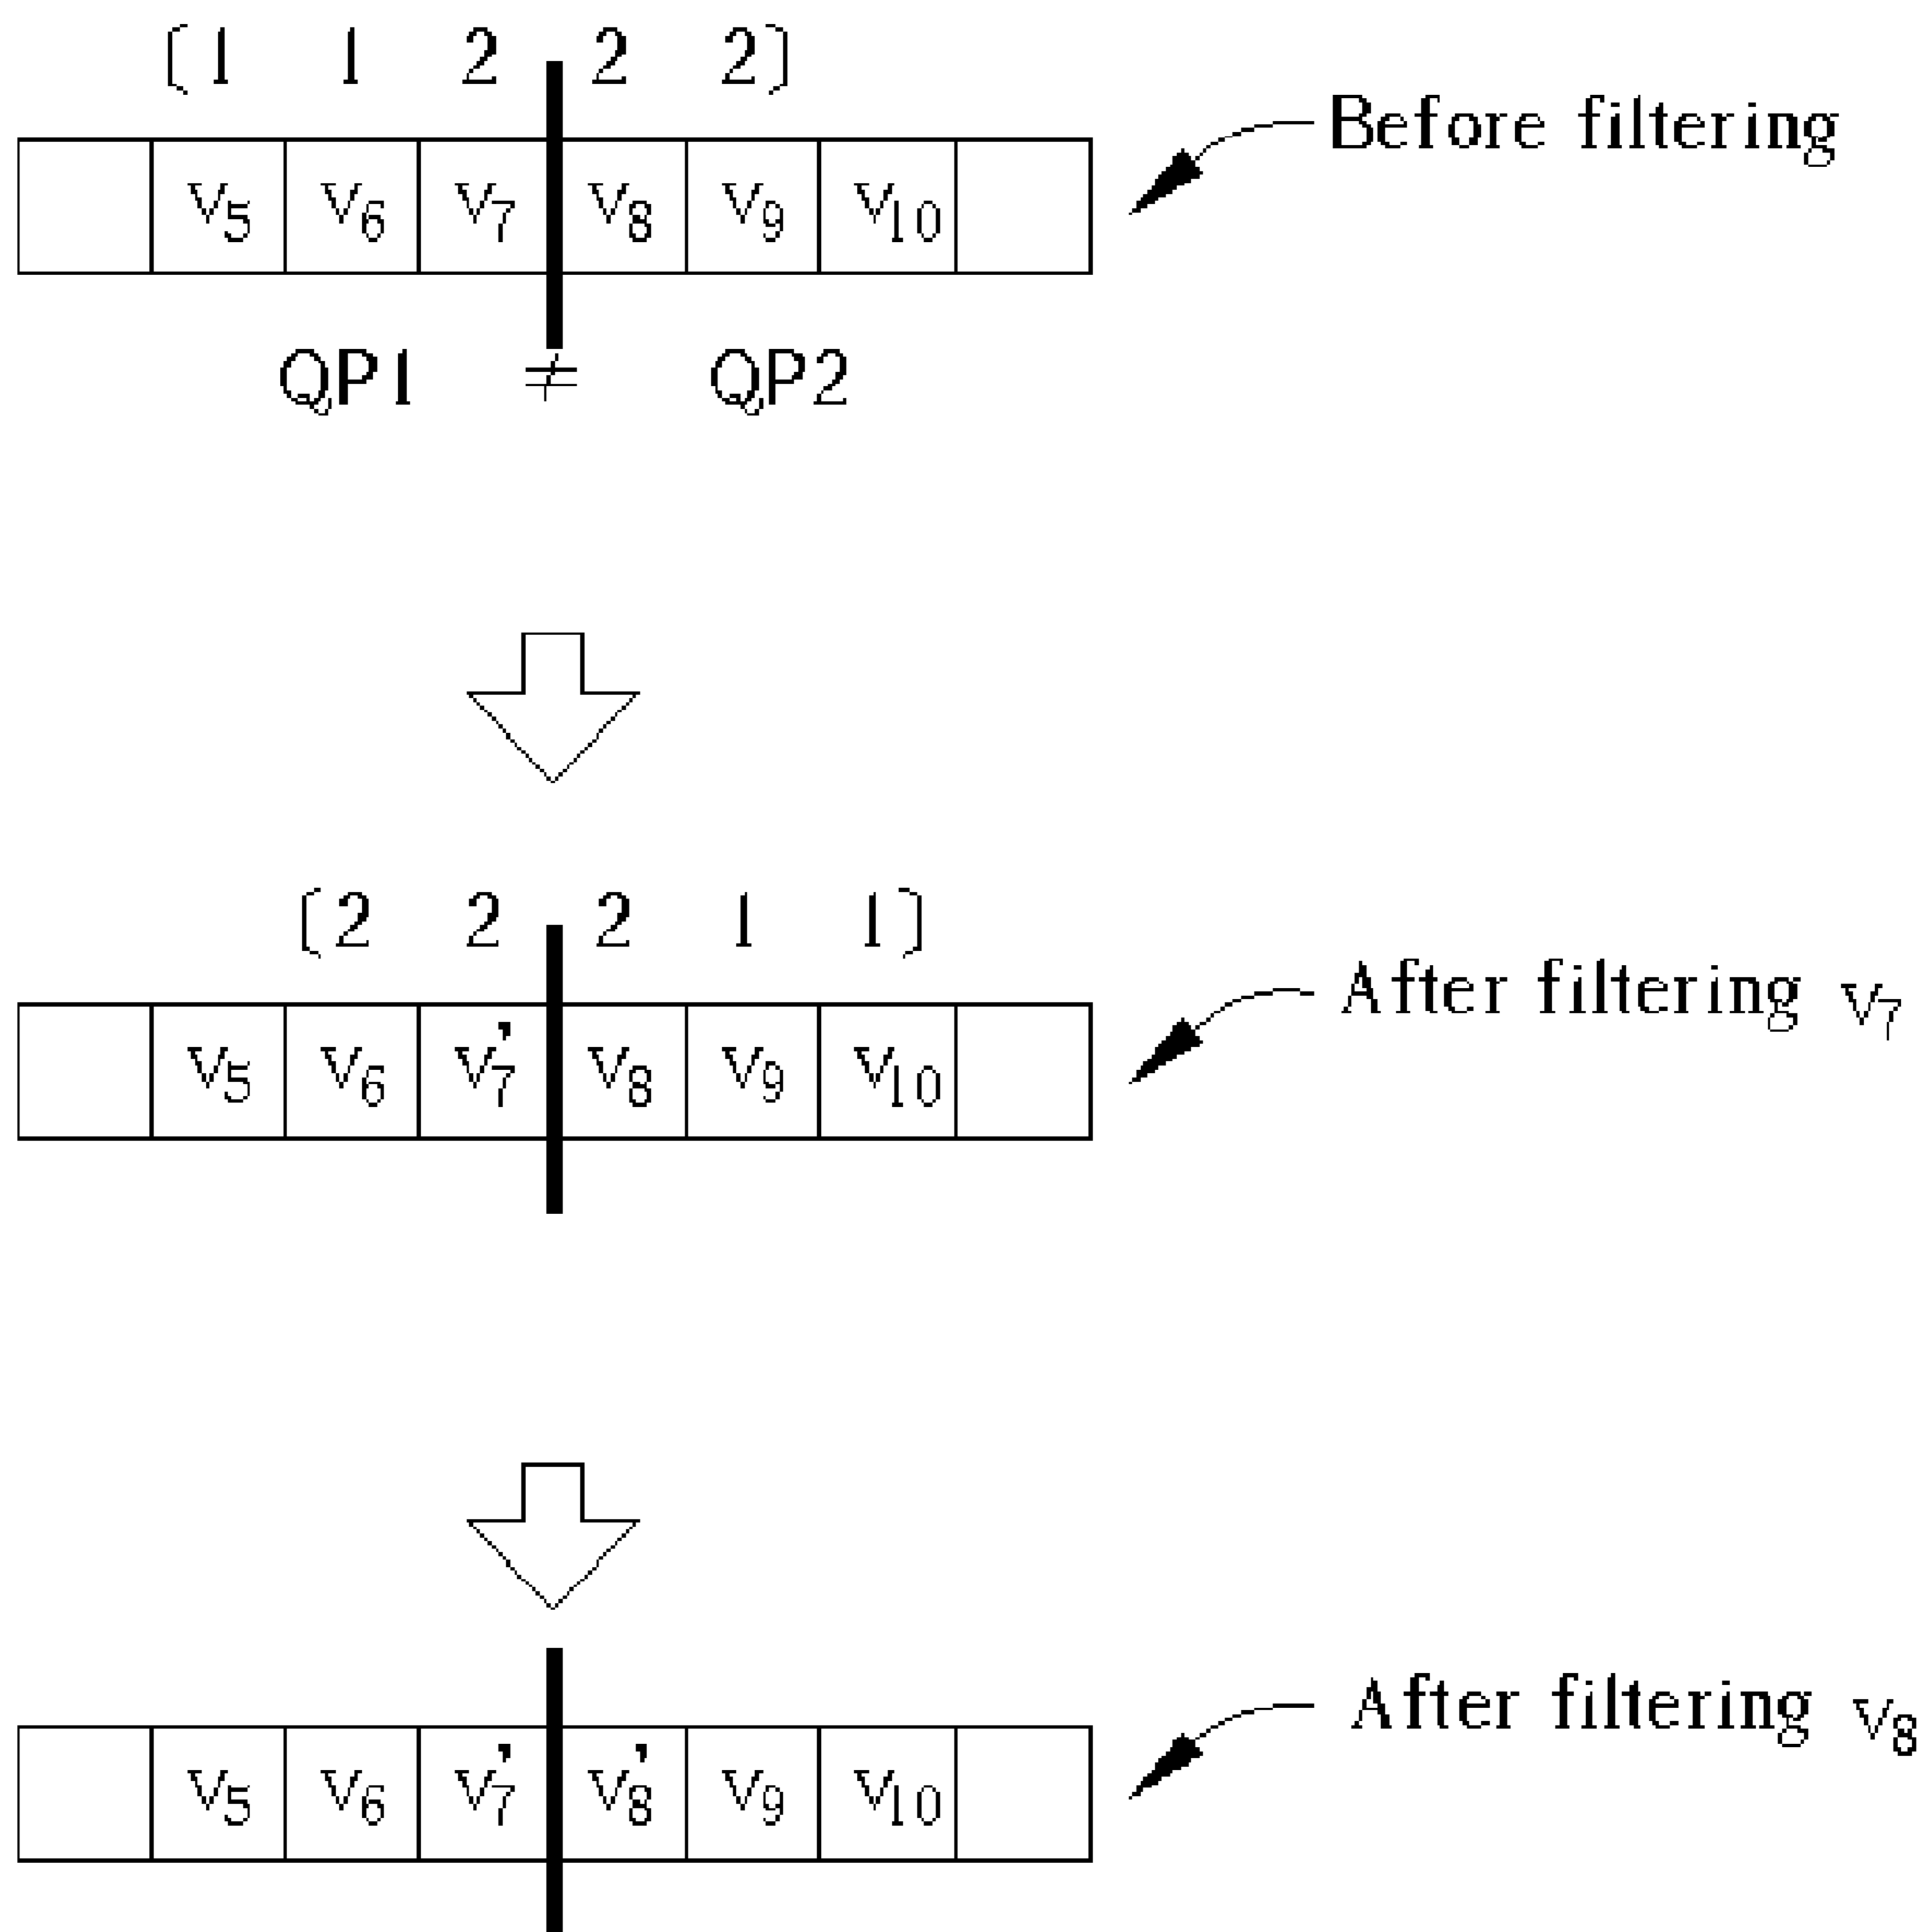 (1 1 2 2 2)
Before filtering
V5 V6 V7 V8 V9 V10
QP1 ≠ QP2
(2 2 2 1 1)
After filtering V7
V5 V6 V7' V8 V9 V10
After filtering V8
V5 V6 V7' V8' V9 V10